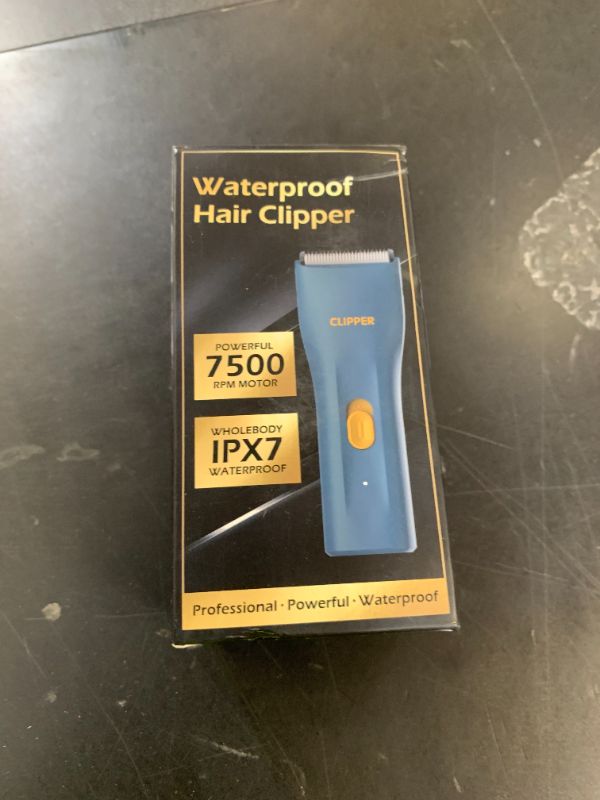 Waterproof
Hair Clipper
CLIPPER
POWERFUL
7500
RPM MOTOR
WHOLEBODY
IPX7
WATERPROOF
Professional · Powerful · Waterproof